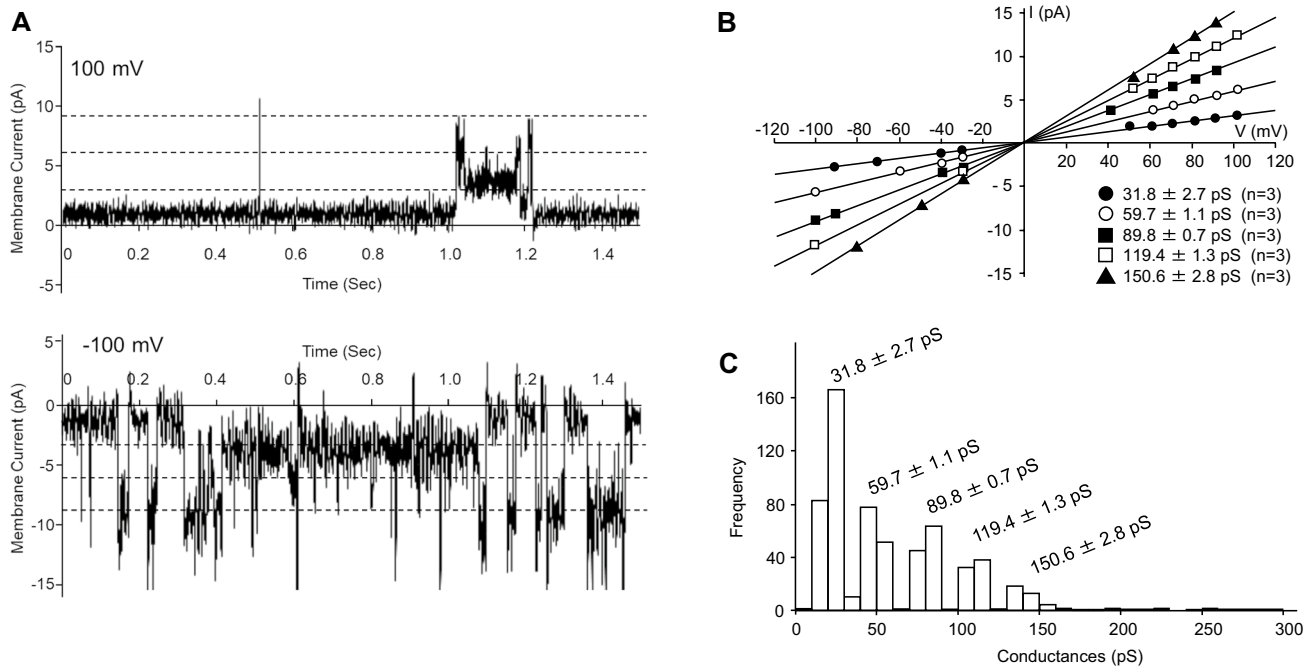 A
100 mV
Membrane Current (pA)
15
10
5
0
-5
0 0.2 0.4 0.6 0.8 1.0 1.2 1.4
Time (Sec)
-100 mV
Time (Sec)
Membrane Current (pA)
5
0
-5
-10
-15
0 0.2 0.4 0.6 0.8 1.0 1.2 1.4
B
I (pA)
15
10
5
-120 -100 -80 -60 -40 -20
V (mV)
20 40 60 80 100 120
-5
-10
-15
31.8 ± 2.7 pS (n=3)
59.7 ± 1.1 pS (n=3)
89.8 ± 0.7 pS (n=3)
119.4 ± 1.3 pS (n=3)
150.6 ± 2.8 pS (n=3)
C
31.8 ± 2.7 pS
59.7 ± 1.1 pS
89.8 ± 0.7 pS
119.4 ± 1.3 pS
150.6 ± 2.8 pS
Frequency
160
120
80
40
0
0 50 100 150 200 250 300
Conductances (pS)